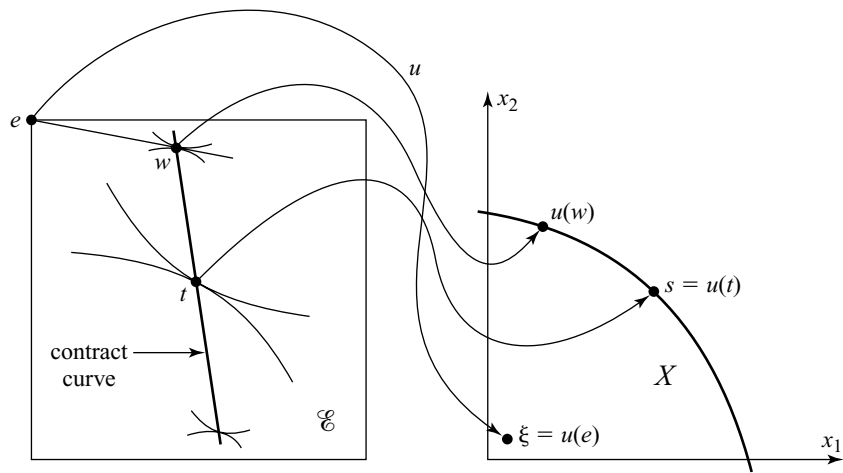 u
e
x₂
w
u(w)
t
s = u(t)
contract
curve
X
ℰ
ξ = u(e)
x₁